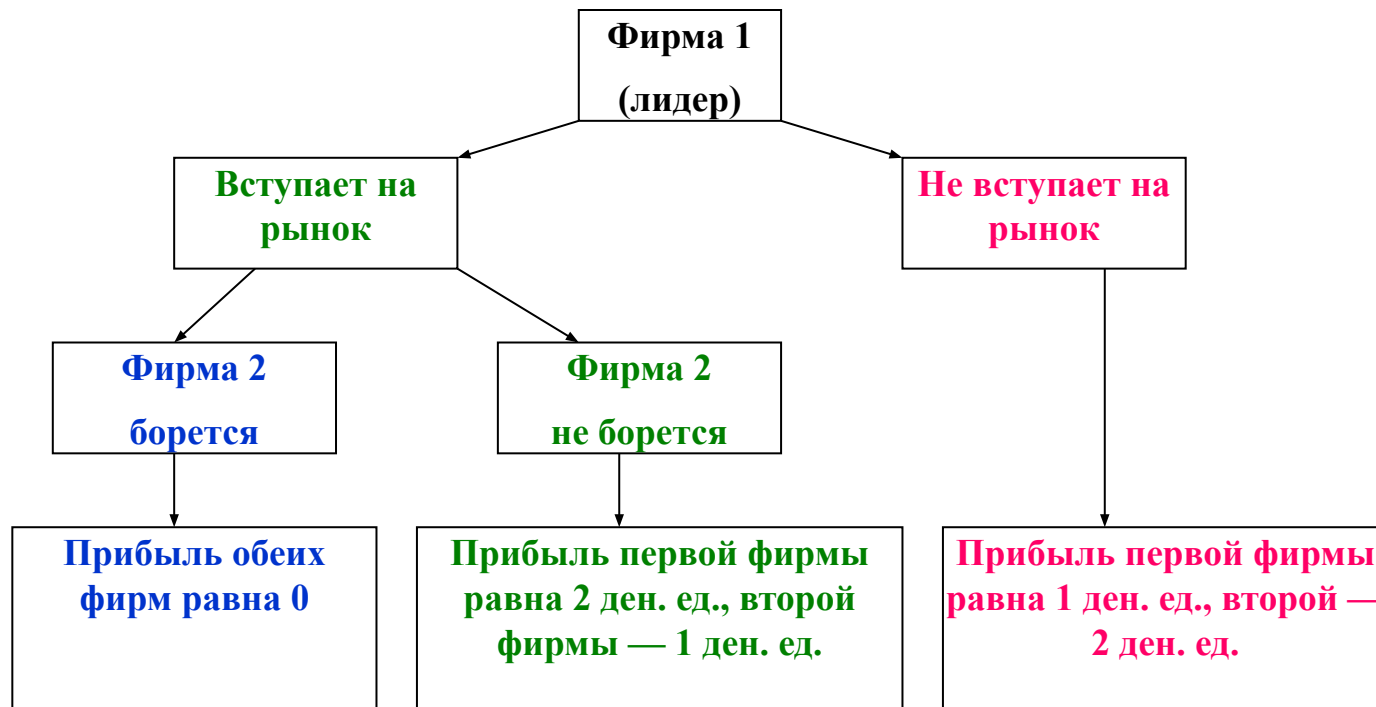 Фирма 1
(лидер)
Вступает на
рынок
Не вступает на
рынок
Фирма 2
борется
Фирма 2
не борется
Прибыль обеих
фирм равна 0
Прибыль первой фирмы
равна 2 ден. ед., второй
фирмы — 1 ден. ед.
Прибыль первой фирмы
равна 1 ден. ед., второй —
2 ден. ед.